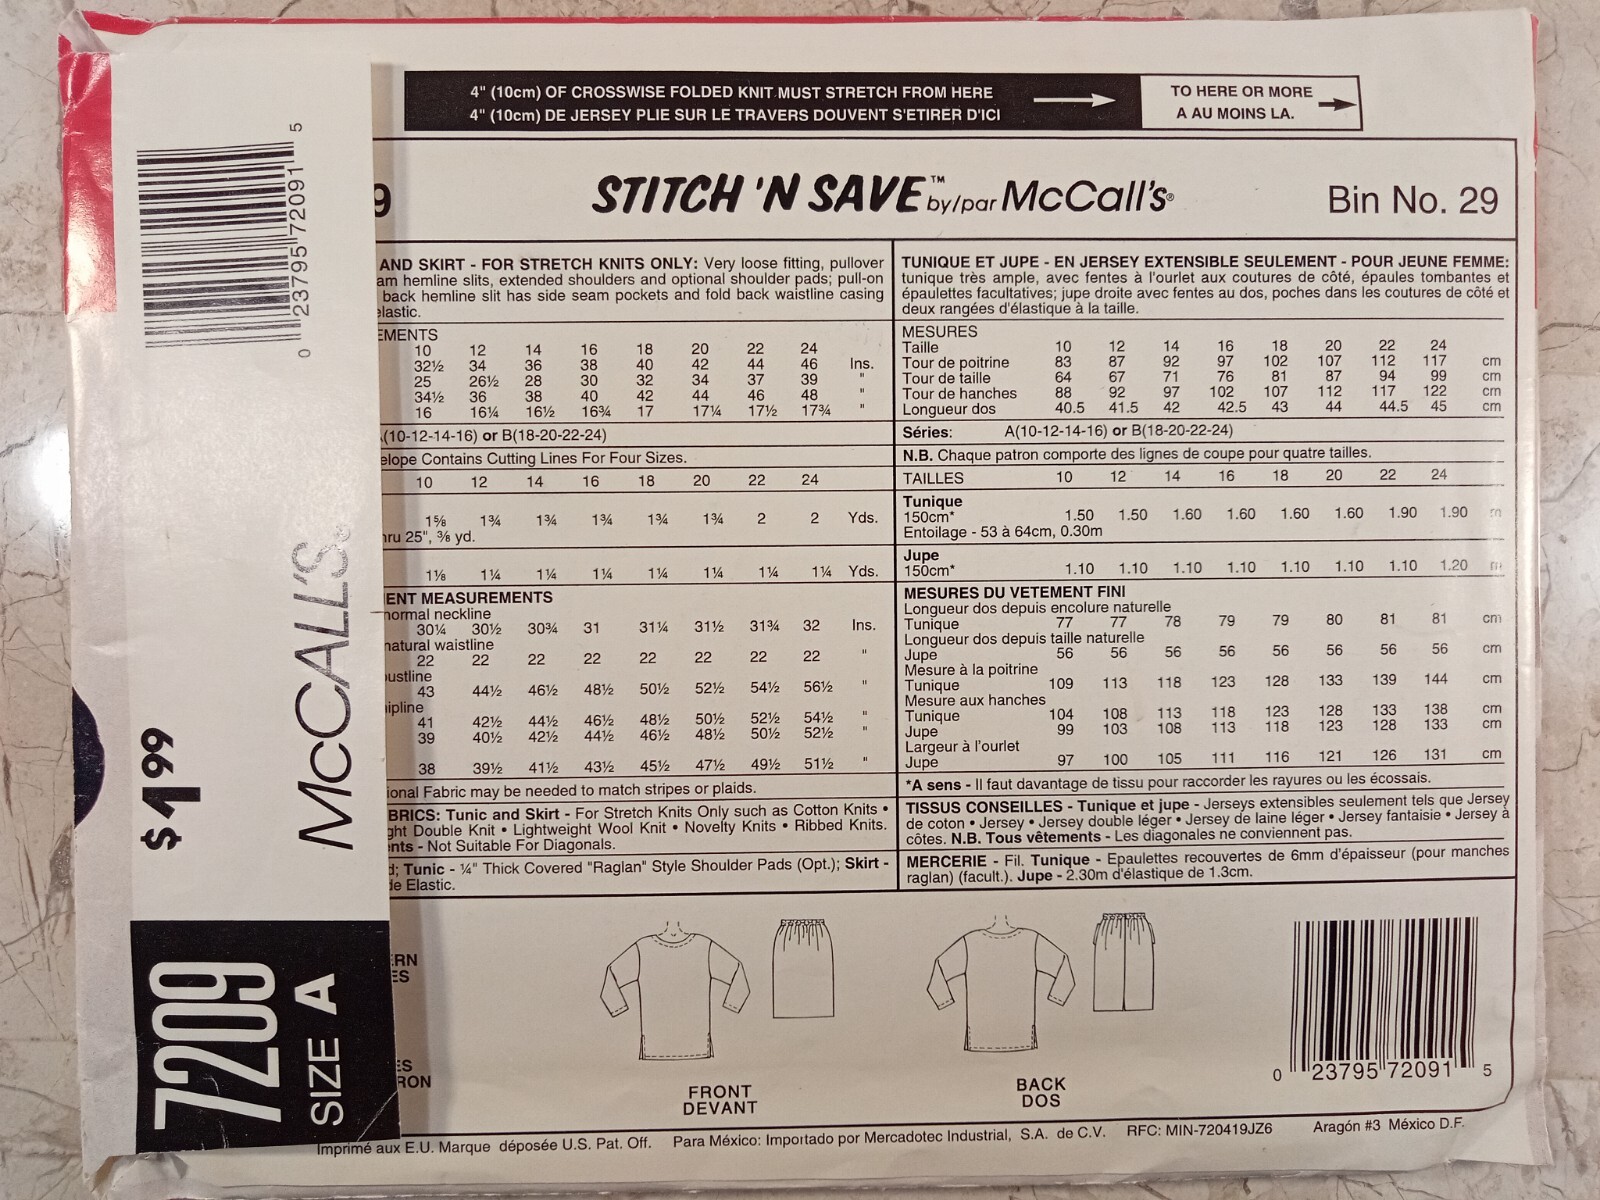 4" (10cm) OF CROSSWISE FOLDED KNIT MUST STRETCH FROM HERE
4" (10cm) DE JERSEY PLIE SUR LE TRAVERS DOUVENT S'ETIRER D'ICI
TO HERE OR MORE
A AU MOINS LA.
9
STITCH 'N SAVE™ by/par McCall's®
Bin No. 29
AND SKIRT - FOR STRETCH KNITS ONLY: Very loose fitting, pullover
am hemline slits, extended shoulders and optional shoulder pads; pull-on
back hemline slit has side seam pockets and fold back waistline casing
elastic.
EMENTS
10 12 14 16 18 20 22 24
32½ 34 36 38 40 42 44 46 Ins.
25 26½ 28 30 32 34 37 39 "
34½ 36 38 40 42 44 46 48 "
16 16¼ 16½ 16¾ 17 17¼ 17½ 17¾ "
(10-12-14-16) or B(18-20-22-24)
elope Contains Cutting Lines For Four Sizes.
10 12 14 16 18 20 22 24
1⅝ 1¾ 1¾ 1¾ 1¾ 1¾ 2 2 Yds.
hru 25", ⅜ yd.
1⅛ 1¼ 1¼ 1¼ 1¼ 1¼ 1¼ 1¼ Yds.
ENT MEASUREMENTS
normal neckline
30¼ 30½ 30¾ 31 31¼ 31½ 31¾ 32 Ins.
natural waistline
22 22 22 22 22 22 22 22 "
bustline
43 44½ 46½ 48½ 50½ 52½ 54½ 56½ "
hipline
41 42½ 44½ 46½ 48½ 50½ 52½ 54½ "
39 40½ 42½ 44½ 46½ 48½ 50½ 52½ "
38 39½ 41½ 43½ 45½ 47½ 49½ 51½ "
ional Fabric may be needed to match stripes or plaids.
BRICS: Tunic and Skirt - For Stretch Knits Only such as Cotton Knits •
ght Double Knit • Lightweight Wool Knit • Novelty Knits • Ribbed Knits.
ents - Not Suitable For Diagonals.
d; Tunic - ¼" Thick Covered "Raglan" Style Shoulder Pads (Opt.); Skirt -
de Elastic.
TUNIQUE ET JUPE - EN JERSEY EXTENSIBLE SEULEMENT - POUR JEUNE FEMME:
tunique très ample, avec fentes à l'ourlet aux coutures de côté, épaules tombantes et
épaulettes facultatives; jupe droite avec fentes au dos, poches dans les coutures de côté et
deux rangées d'élastique à la taille.
MESURES
Taille 10 12 14 16 18 20 22 24
Tour de poitrine 83 87 92 97 102 107 112 117 cm
Tour de taille 64 67 71 76 81 87 94 99 cm
Tour de hanches 88 92 97 102 107 112 117 122 cm
Longueur dos 40.5 41.5 42 42.5 43 44 44.5 45 cm
Séries: A(10-12-14-16) or B(18-20-22-24)
N.B. Chaque patron comporte des lignes de coupe pour quatre tailles.
TAILLES 10 12 14 16 18 20 22 24
Tunique
150cm* 1.50 1.50 1.60 1.60 1.60 1.60 1.90 1.90 m
Entoilage - 53 à 64cm, 0.30m
Jupe
150cm* 1.10 1.10 1.10 1.10 1.10 1.10 1.10 1.20 m
MESURES DU VETEMENT FINI
Longueur dos depuis encolure naturelle
Tunique 77 77 78 79 79 80 81 81 cm
Longueur dos depuis taille naturelle
Jupe 56 56 56 56 56 56 56 56 cm
Mesure à la poitrine
Tunique 109 113 118 123 128 133 139 144 cm
Mesure aux hanches
Tunique 104 108 113 118 123 128 133 138 cm
Jupe 99 103 108 113 118 123 128 133 cm
Largeur à l'ourlet
Jupe 97 100 105 111 116 121 126 131 cm
*A sens - Il faut davantage de tissu pour raccorder les rayures ou les écossais.
TISSUS CONSEILLES - Tunique et jupe - Jerseys extensibles seulement tels que Jersey
de coton • Jersey • Jersey double léger • Jersey de laine léger • Jersey fantaisie • Jersey à
côtes. N.B. Tous vêtements - Les diagonales ne conviennent pas.
MERCERIE - Fil. Tunique - Epaulettes recouvertes de 6mm d'épaisseur (pour manches
raglan) (facult.). Jupe - 2.30m d'élastique de 1.3cm.
ERN
ES
ES
RON
FRONT
DEVANT
BACK
DOS
0 23795 72091 5
Imprimé aux E.U. Marque déposée U.S. Pat. Off. Para México: Importado por Mercadotec Industrial, S.A. de C.V. RFC: MIN-720419JZ6 Aragón #3 México D.F.
0 23795 72091 5
$1.99
McCALL'S®
7209
SIZE A